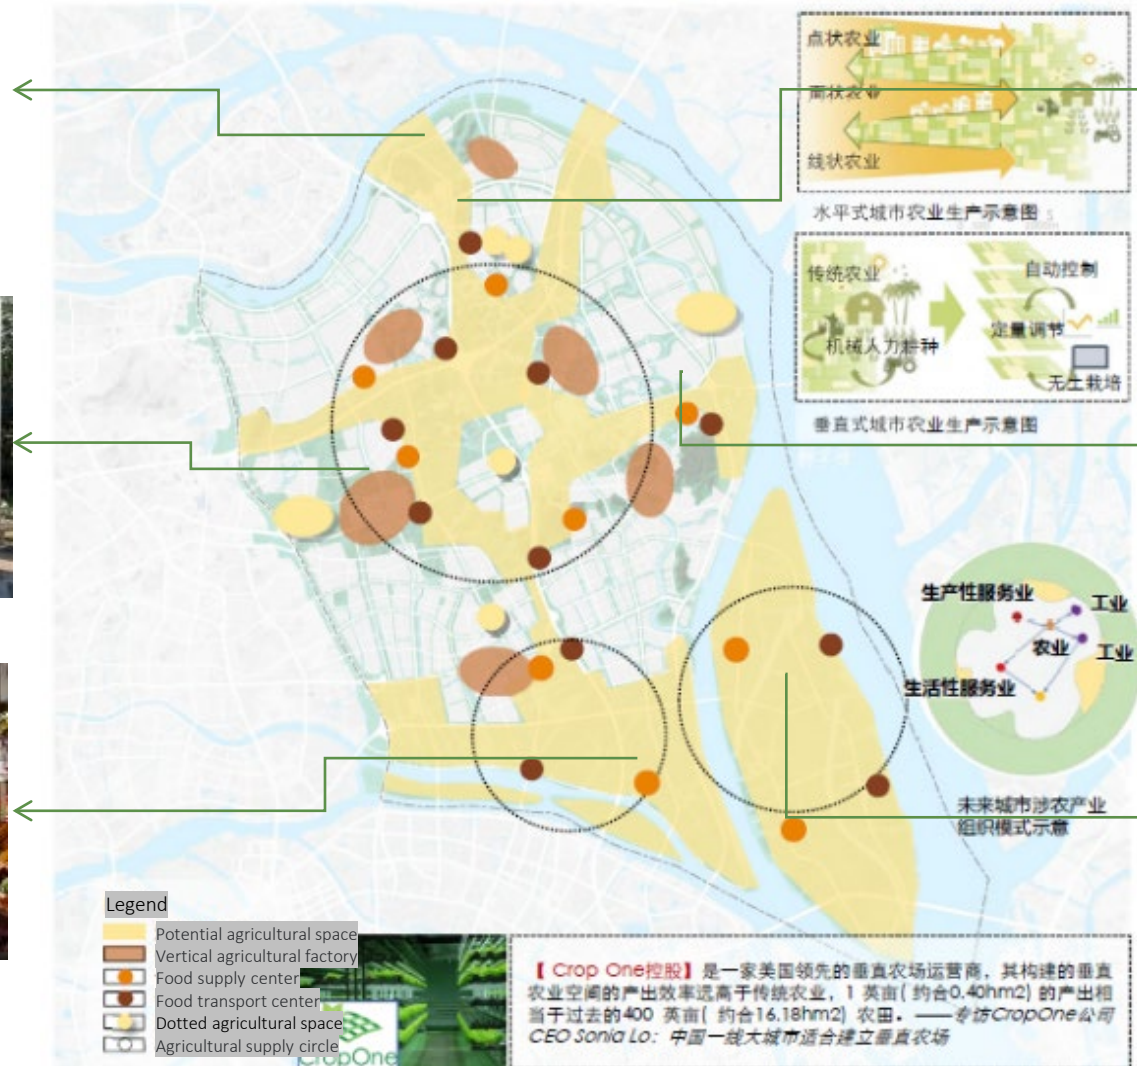 点状农业
面状农业
线状农业
水平式城市农业生产示意图
传统农业
自动控制
定量调节
机械人力耕种
无土栽培
垂直式城市农业生产示意图
生产性服务业
工业
农业
工业
生活性服务业
未来城市涉农产业
组织模式示意
Legend
Potential agricultural space
Vertical agricultural factory
Food supply center
Food transport center
Dotted agricultural space
Agricultural supply circle
CropOne
【 Crop One控股】是一家美国领先的垂直农场运营商，其构建的垂直
农业空间的产出效率远高于传统农业，1 英亩( 约合0.40hm2) 的产出相
当于过去的400 英亩( 约合16.18hm2) 农田。——专访CropOne公司
CEO Sonia Lo：中国一线大城市适合建立垂直农场